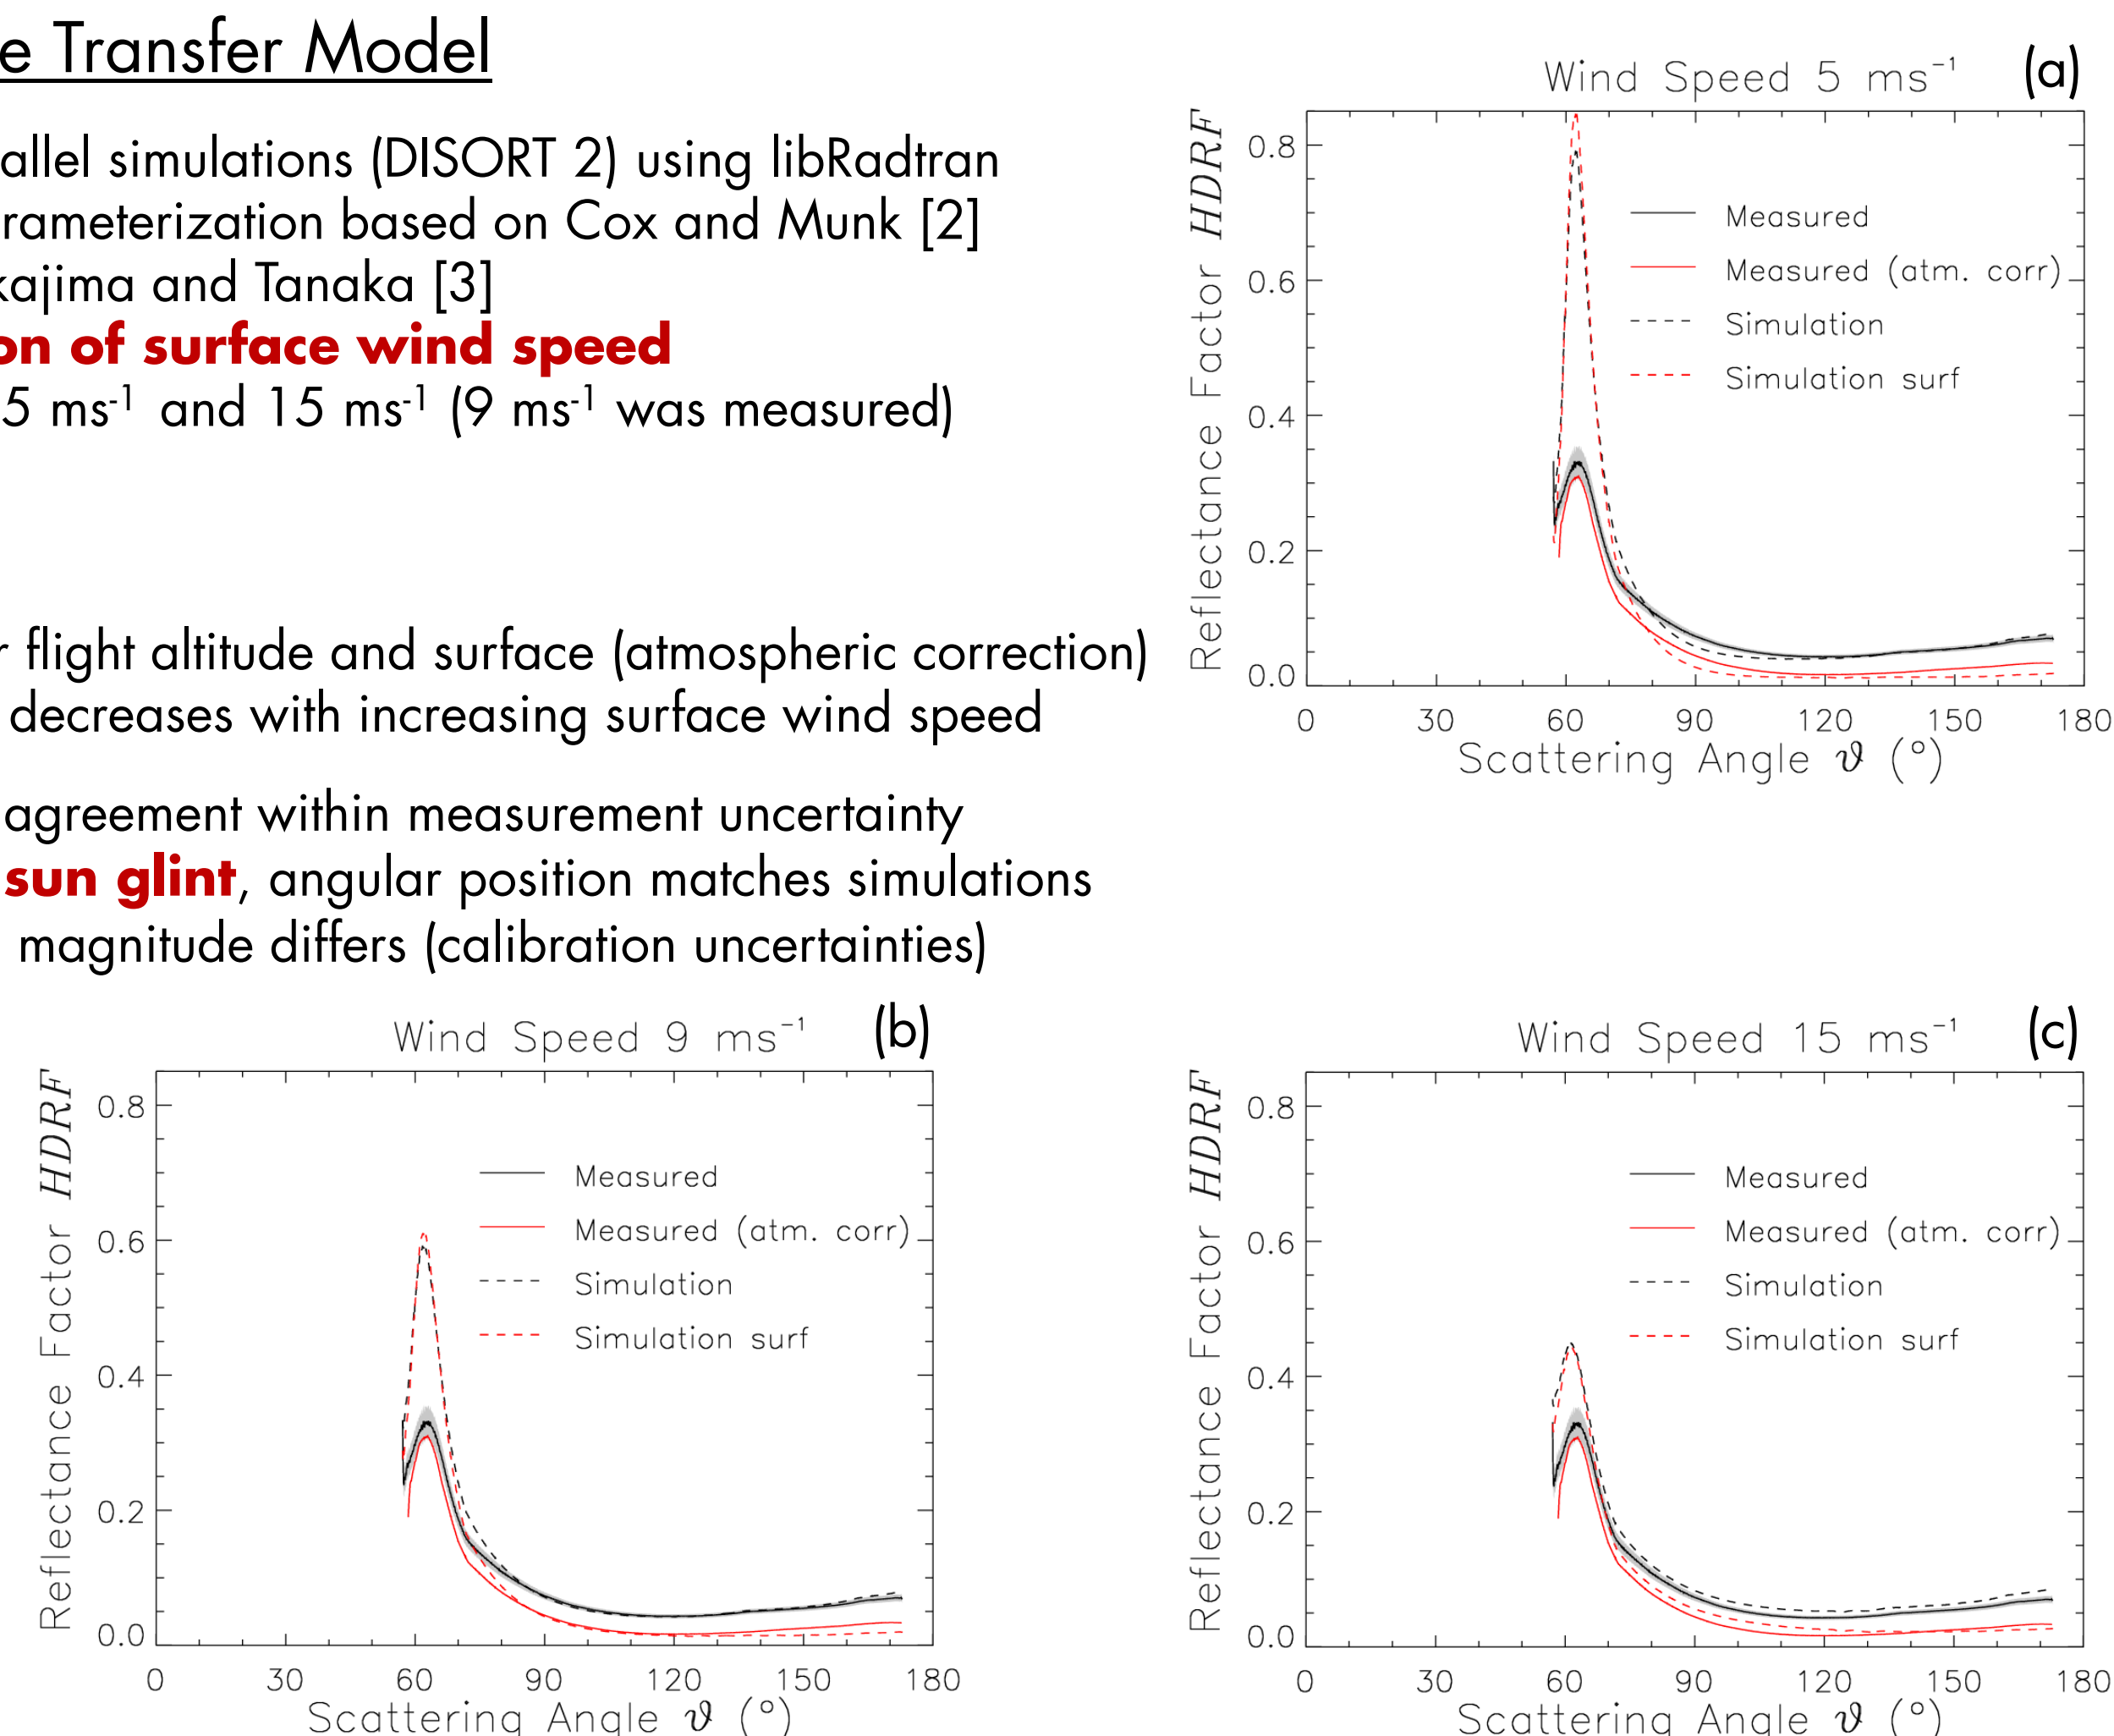 e Transfer Model
allel simulations (DISORT 2) using libRadtran
rameterization based on Cox and Munk [2]
kajima and Tanaka [3]
on of surface wind speed
5 ms⁻¹ and 15 ms⁻¹ (9 ms⁻¹ was measured)
r flight altitude and surface (atmospheric correction)
decreases with increasing surface wind speed
agreement within measurement uncertainty
sun glint, angular position matches simulations
magnitude differs (calibration uncertainties)
Wind Speed 5 ms⁻¹ (a)
Reflectance Factor HDRF
0.8
0.6
0.4
0.2
0.0
Measured
Measured (atm. corr)
Simulation
Simulation surf
0 30 60 90 120 150 180
Scattering Angle ϑ (°)
Wind Speed 9 ms⁻¹ (b)
Reflectance Factor HDRF
0.8
0.6
0.4
0.2
0.0
Measured
Measured (atm. corr)
Simulation
Simulation surf
0 30 60 90 120 150 180
Scattering Angle ϑ (°)
Wind Speed 15 ms⁻¹ (c)
Reflectance Factor HDRF
0.8
0.6
0.4
0.2
0.0
Measured
Measured (atm. corr)
Simulation
Simulation surf
0 30 60 90 120 150 180
Scattering Angle ϑ (°)